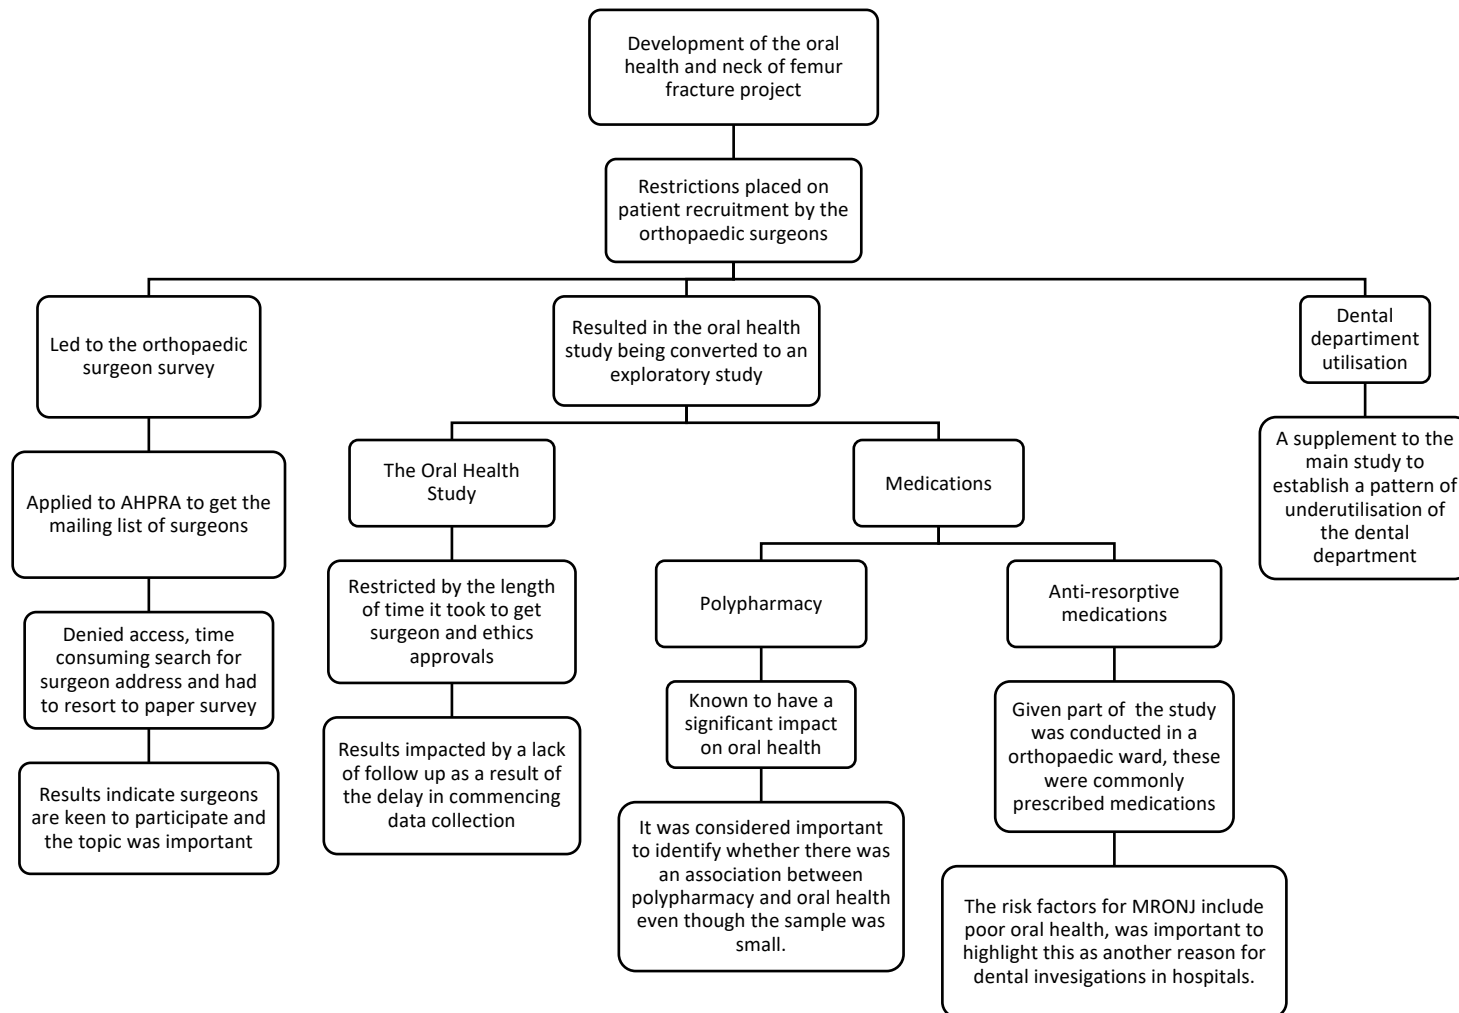 Development of the oral
health and neck of femur
fracture project
Restrictions placed on
patient recruitment by the
orthopaedic surgeons
Led to the orthopaedic
surgeon survey
Applied to AHPRA to get the
mailing list of surgeons
Denied access, time
consuming search for
surgeon address and had
to resort to paper survey
Results indicate surgeons
are keen to participate and
the topic was important
Resulted in the oral health
study being converted to an
exploratory study
The Oral Health
Study
Restricted by the length
of time it took to get
surgeon and ethics
approvals
Results impacted by a lack
of follow up as a result of
the delay in commencing
data collection
Medications
Polypharmacy
Known to have a
significant impact
on oral health
It was considered important
to identify whether there was
an association between
polypharmacy and oral health
even though the sample was
small.
Anti-resorptive
medications
Given part of  the study
was conducted in a
orthopaedic ward, these
were commonly
prescribed medications
The risk factors for MRONJ include
poor oral health, was important to
highlight this as another reason for
dental invesigations in hospitals.
Dental
departiment
utilisation
A supplement to the
main study to
establish a pattern of
underutilisation of
the dental
department